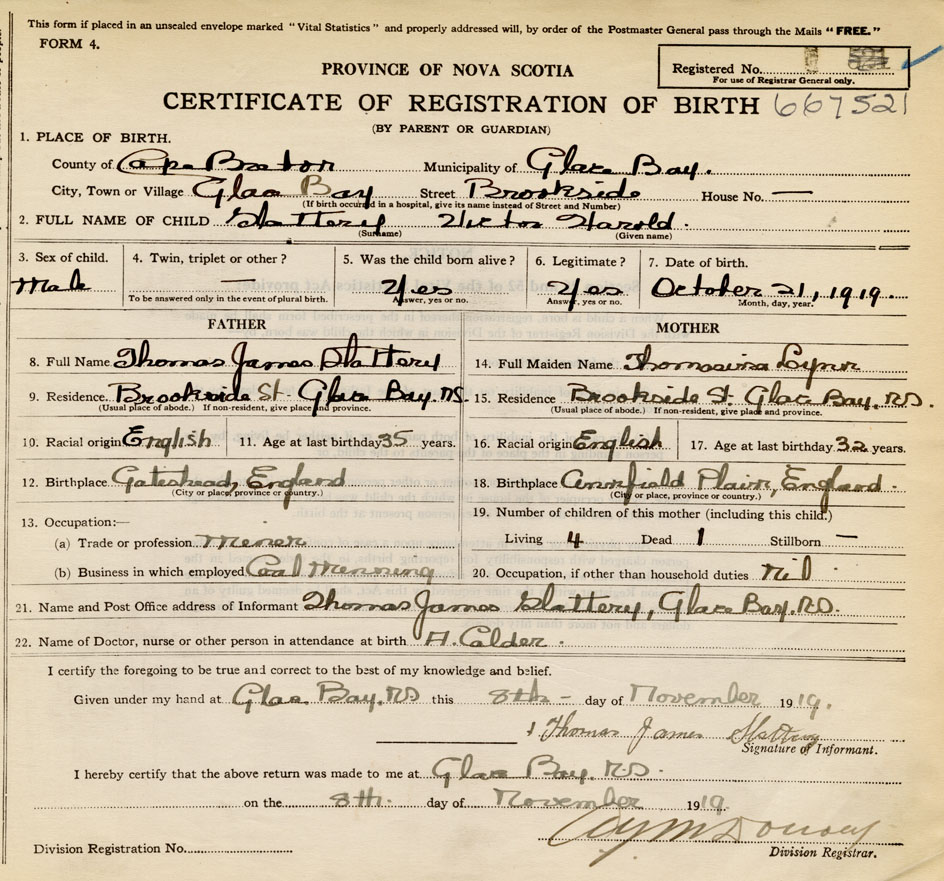 This form if placed in an unsealed envelope marked "Vital Statistics" and properly addressed will, by order of the Postmaster General pass through the Mails "FREE."
FORM 4.
Registered No.
For use of Registrar General only.
PROVINCE OF NOVA SCOTIA
CERTIFICATE OF REGISTRATION OF BIRTH 667521
(BY PARENT OR GUARDIAN)
1. PLACE OF BIRTH.
County of Cape Breton Municipality of Glace Bay.
City, Town or Village Glace Bay Street Brookside House No. —
(If birth occurred in a hospital, give its name instead of Street and Number)
2. FULL NAME OF CHILD Slattery Victor Harold.
(Surname) (Given name)
3. Sex of child. 4. Twin, triplet or other? 5. Was the child born alive? 6. Legitimate? 7. Date of birth.
Male — Yes Yes October 21, 1919.
To be answered only in the event of plural birth. Answer, yes or no. Answer, yes or no. Month, day, year.
FATHER MOTHER
8. Full Name Thomas James Slattery 14. Full Maiden Name Thomasina Lynn
9. Residence Brookside St. Glace Bay. NS. 15. Residence Brookside St. Glace Bay. N.S.
(Usual place of abode.) If non-resident, give place and province. (Usual place of abode.) If non-resident, give place and province.
10. Racial origin English 11. Age at last birthday 35 years. 16. Racial origin English 17. Age at last birthday 32 years.
12. Birthplace Gateshead, England 18. Birthplace Annfield Plain, England.
(City or place, province or country.) (City or place, province or country.)
13. Occupation:— 19. Number of children of this mother (including this child.)
(a) Trade or profession Mener Living 4 Dead 1 Stillborn —
(b) Business in which employed Coal Menning 20. Occupation, if other than household duties Nil.
21. Name and Post Office address of Informant Thomas James Slattery, Glace Bay. N.S.
22. Name of Doctor, nurse or other person in attendance at birth A. Calder.
I certify the foregoing to be true and correct to the best of my knowledge and belief.
Given under my hand at Glace Bay. NS this 8th – day of November 1919.
Thomas James Slattery
Signature of Informant.
I hereby certify that the above return was made to me at Glace Bay. N.S.
on the 8th. day of November 1919
Division Registration No. Division Registrar.